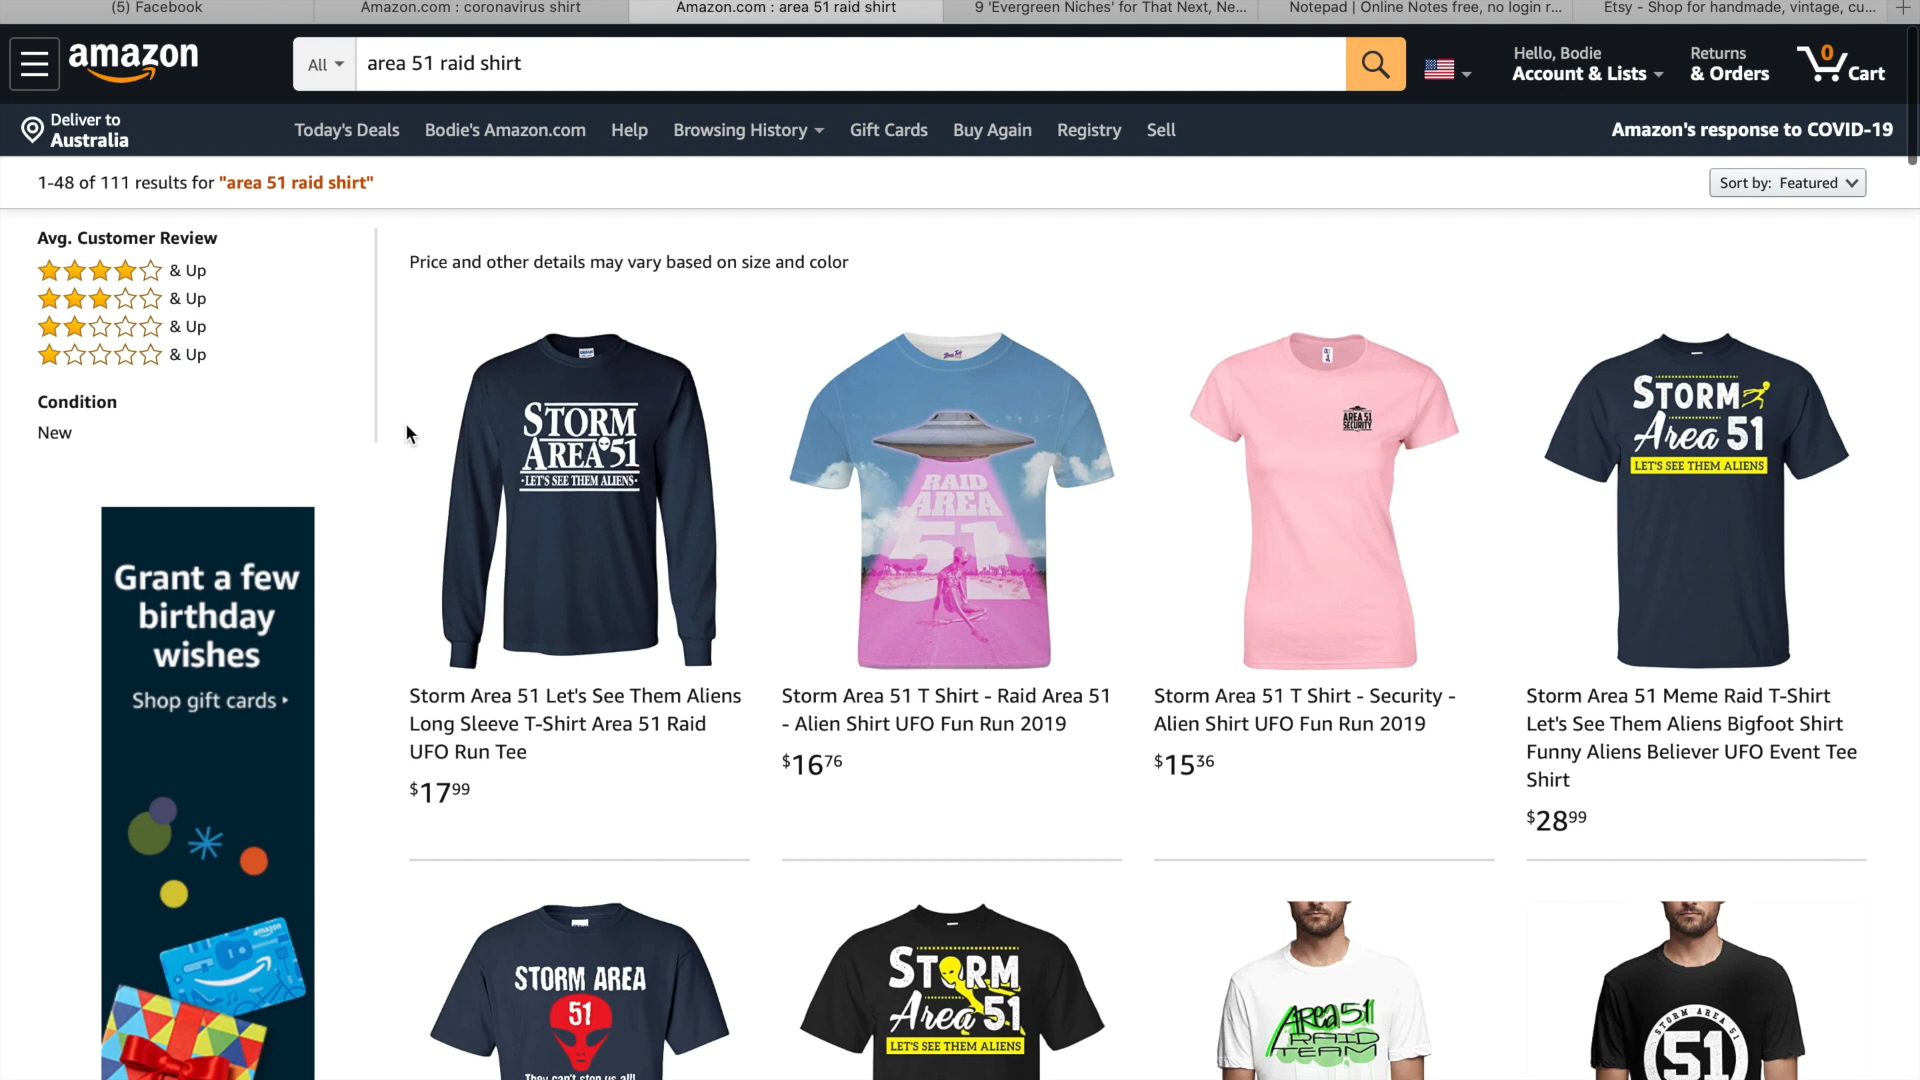 (5) Facebook
Amazon.com : coronavirus shirt
Amazon.com : area 51 raid shirt
9 'Evergreen Niches' for That Next, Ne...
Notepad | Online Notes free, no login r...
Etsy - Shop for handmade, vintage, cu...
amazon
All
area 51 raid shirt
Hello, Bodie
Account & Lists
Returns
& Orders
0
Cart
Deliver to
Australia
Today's Deals
Bodie's Amazon.com
Help
Browsing History
Gift Cards
Buy Again
Registry
Sell
Amazon's response to COVID-19
1-48 of 111 results for "area 51 raid shirt"
Sort by: Featured
Avg. Customer Review
& Up
& Up
& Up
& Up
Condition
New
Price and other details may vary based on size and color
STORM
AREA 51
·LET'S SEE THEM ALIENS·
RAID
AREA
51
AREA 51
SECURITY
STORM
Area 51
LET'S SEE THEM ALIENS
Storm Area 51 Let's See Them Aliens
Long Sleeve T-Shirt Area 51 Raid
UFO Run Tee
$17.99
Storm Area 51 T Shirt - Raid Area 51
- Alien Shirt UFO Fun Run 2019
$16.76
Storm Area 51 T Shirt - Security -
Alien Shirt UFO Fun Run 2019
$15.36
Storm Area 51 Meme Raid T-Shirt
Let's See Them Aliens Bigfoot Shirt
Funny Aliens Believer UFO Event Tee
Shirt
$28.99
Grant a few
birthday
wishes
Shop gift cards
amazon
STORM AREA
51
They can't stop us all!
STORM
Area 51
LET'S SEE THEM ALIENS
Area 51
RAID
TEAM
STORM AREA 51
51